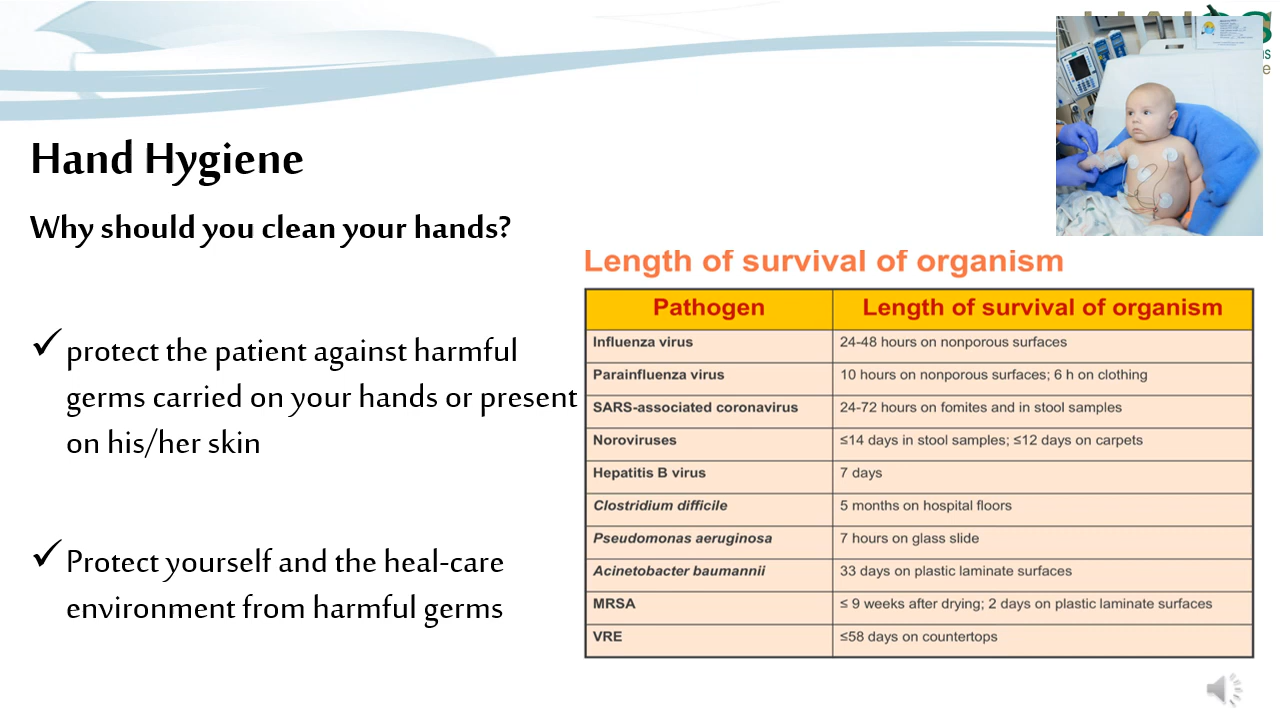 Hand Hygiene
Why should you clean your hands?
✓ protect the patient against harmful
germs carried on your hands or present
on his/her skin
✓ Protect yourself and the heal-care
environment from harmful germs
Length of survival of organism
Pathogen Length of survival of organism
Influenza virus 24-48 hours on nonporous surfaces
Parainfluenza virus 10 hours on nonporous surfaces; 6 h on clothing
SARS-associated coronavirus 24-72 hours on fomites and in stool samples
Noroviruses ≤14 days in stool samples; ≤12 days on carpets
Hepatitis B virus 7 days
Clostridium difficile 5 months on hospital floors
Pseudomonas aeruginosa 7 hours on glass slide
Acinetobacter baumannii 33 days on plastic laminate surfaces
MRSA ≤ 9 weeks after drying; 2 days on plastic laminate surfaces
VRE ≤58 days on countertops